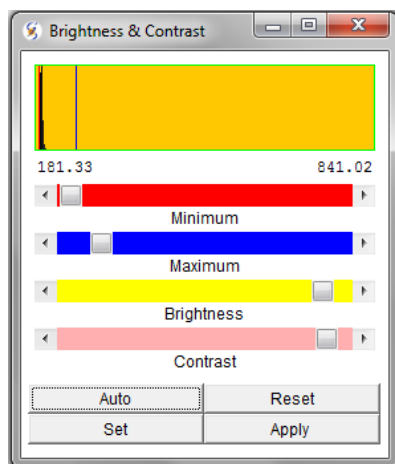 Brightness & Contrast
181.33 841.02
Minimum
Maximum
Brightness
Contrast
Auto Reset
Set Apply